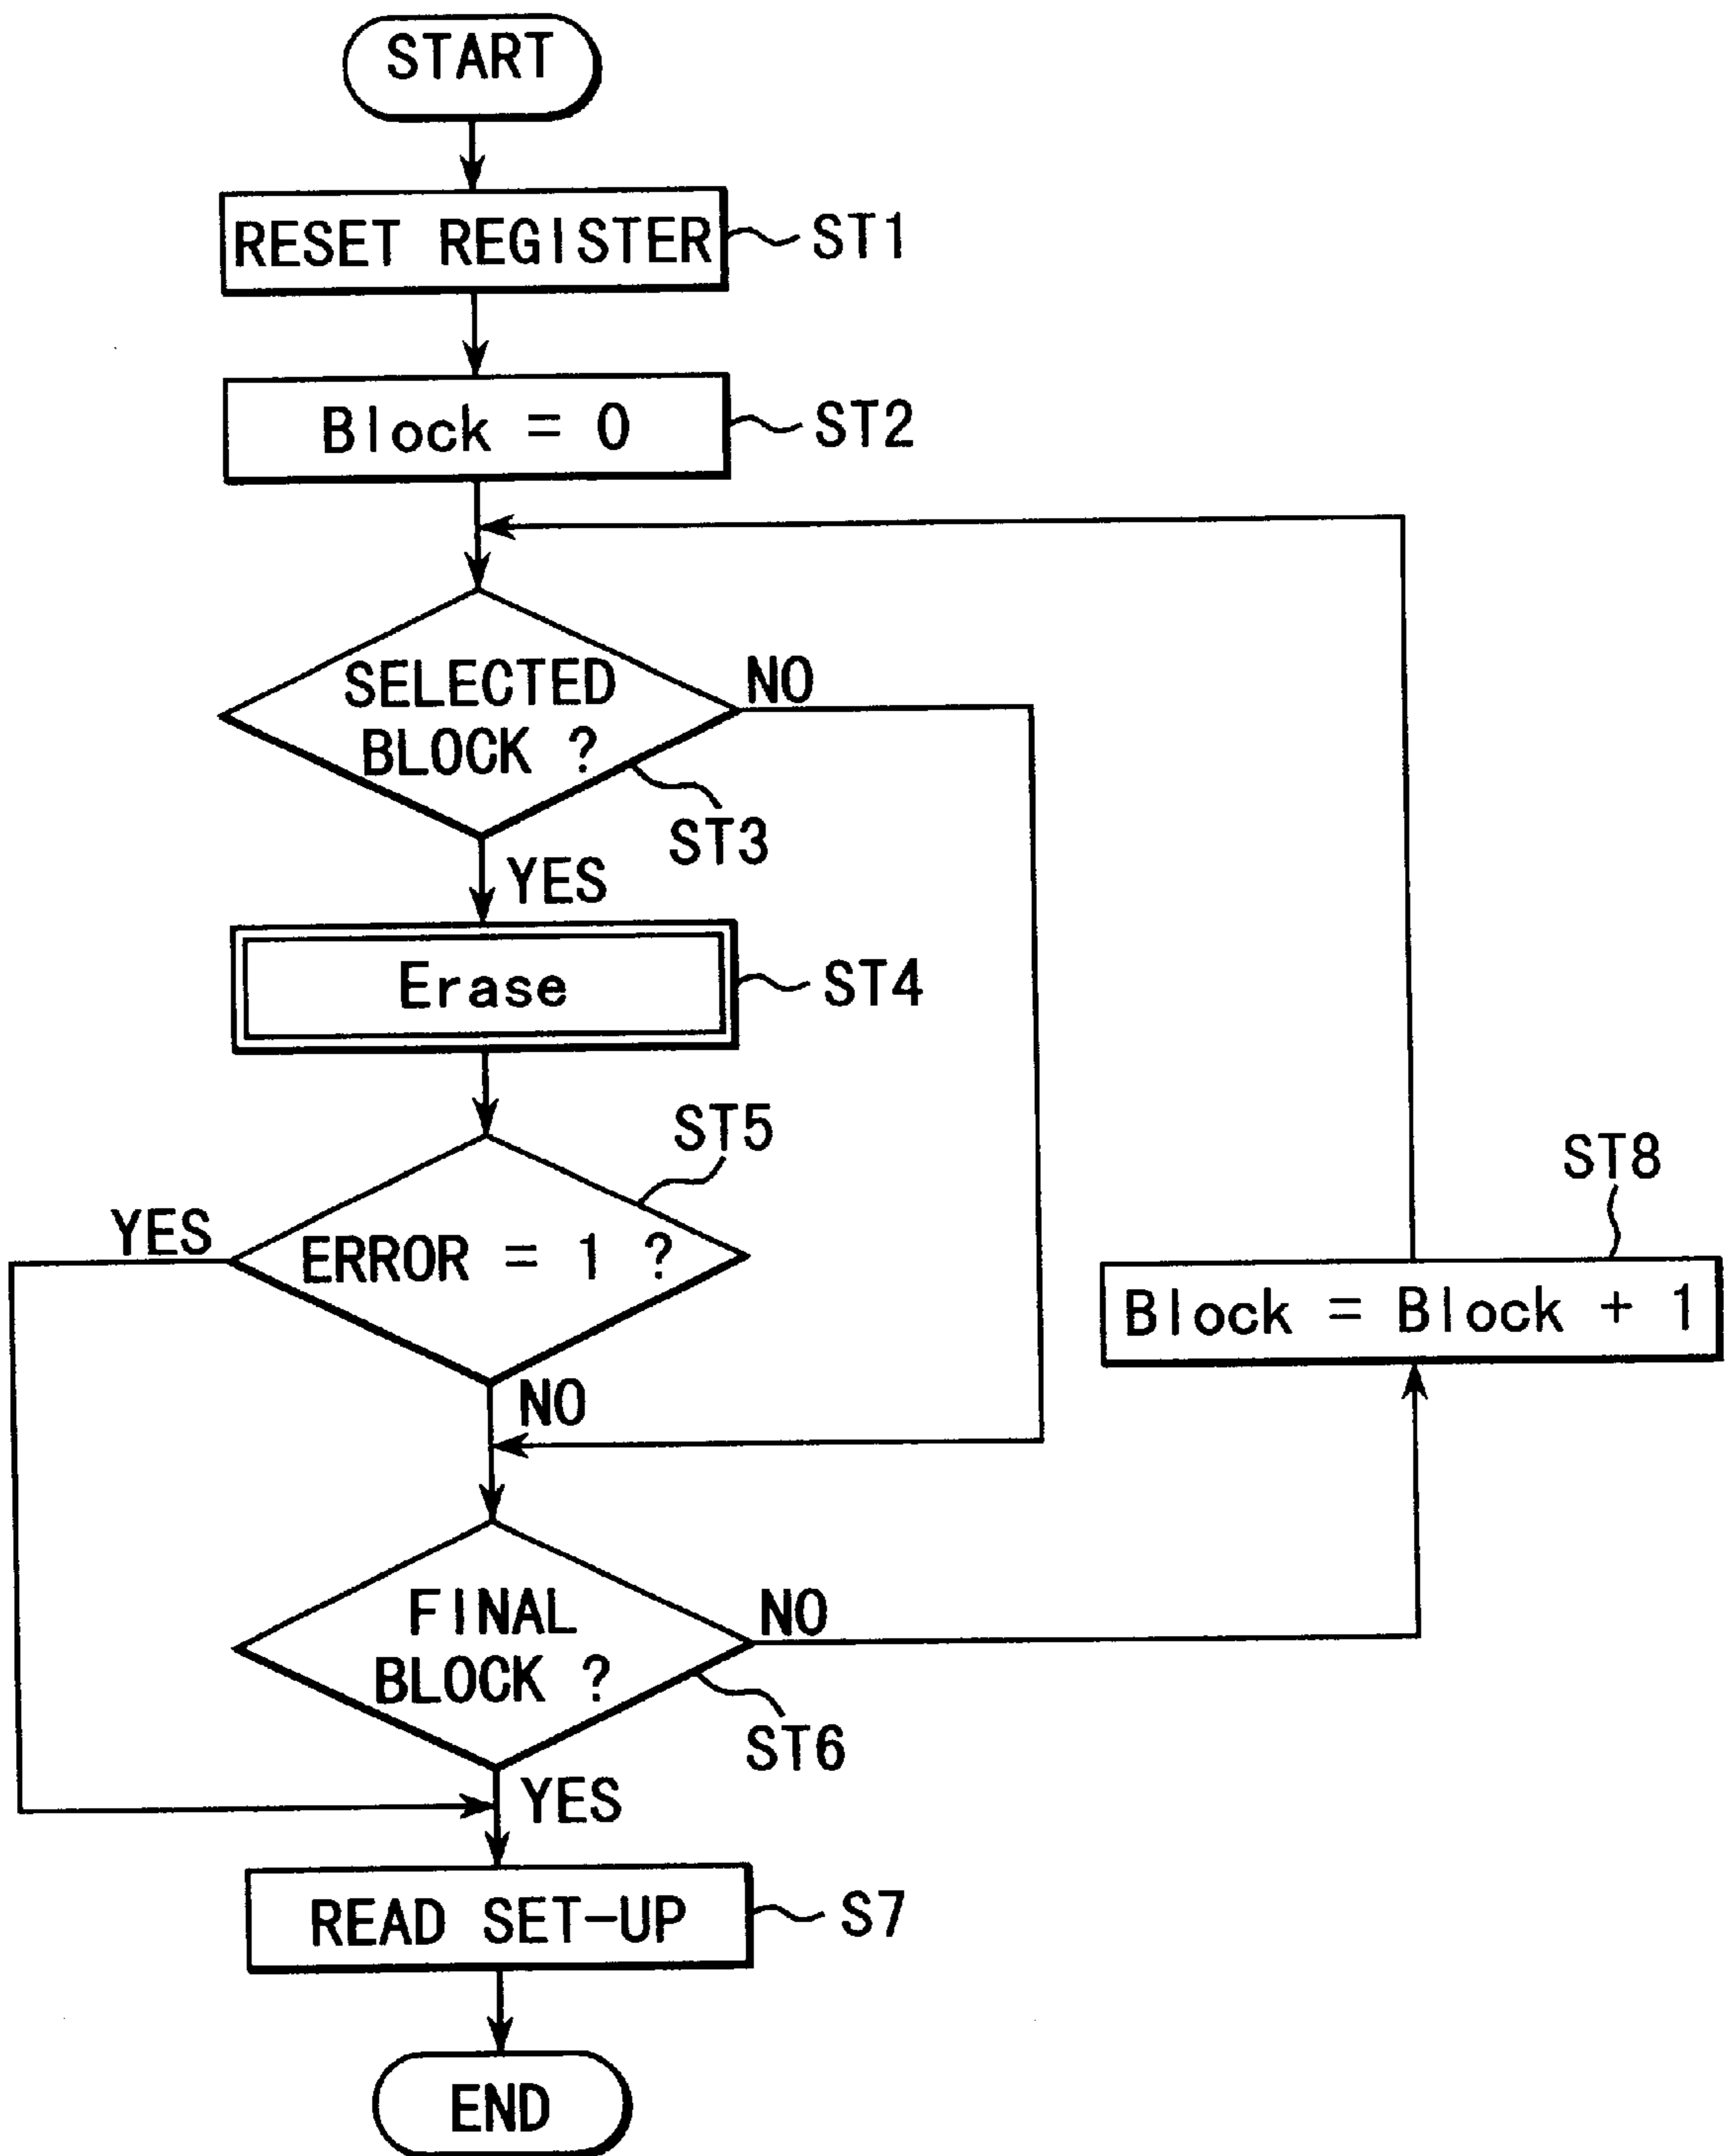 START
RESET REGISTER
ST1
Block = 0
ST2
SELECTED
BLOCK ?
NO
ST3
YES
Erase
ST4
ST5
ERROR = 1 ?
YES
NO
ST8
Block = Block + 1
FINAL
BLOCK ?
NO
ST6
YES
READ SET-UP
S7
END